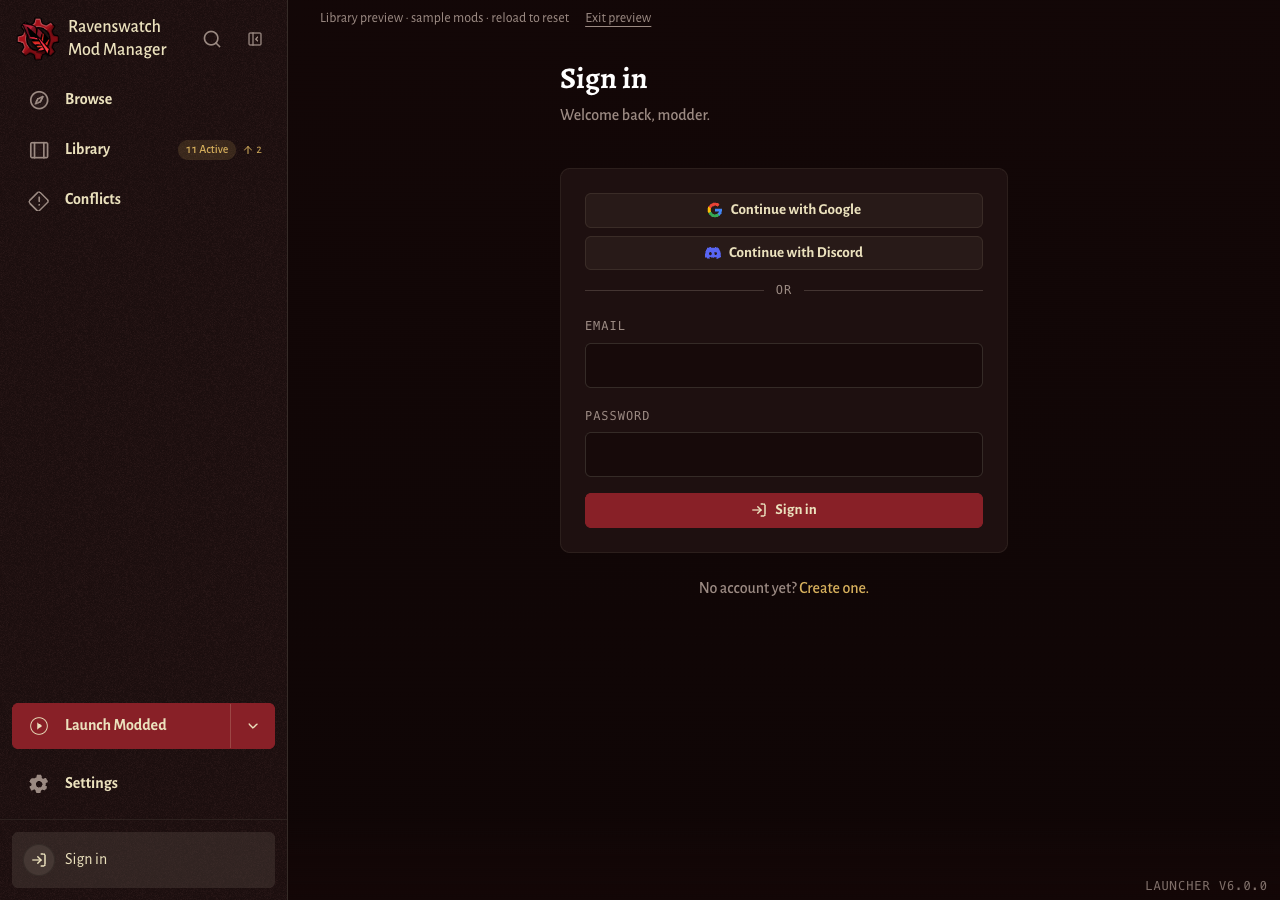 Ravenswatch
Mod Manager
Browse
Library
11 Active
2
Conflicts
Launch Modded
Settings
Sign in
Library preview · sample mods · reload to reset
Exit preview
Sign in
Welcome back, modder.
Continue with Google
Continue with Discord
OR
EMAIL
PASSWORD
Sign in
No account yet? Create one.
LAUNCHER V6.0.0